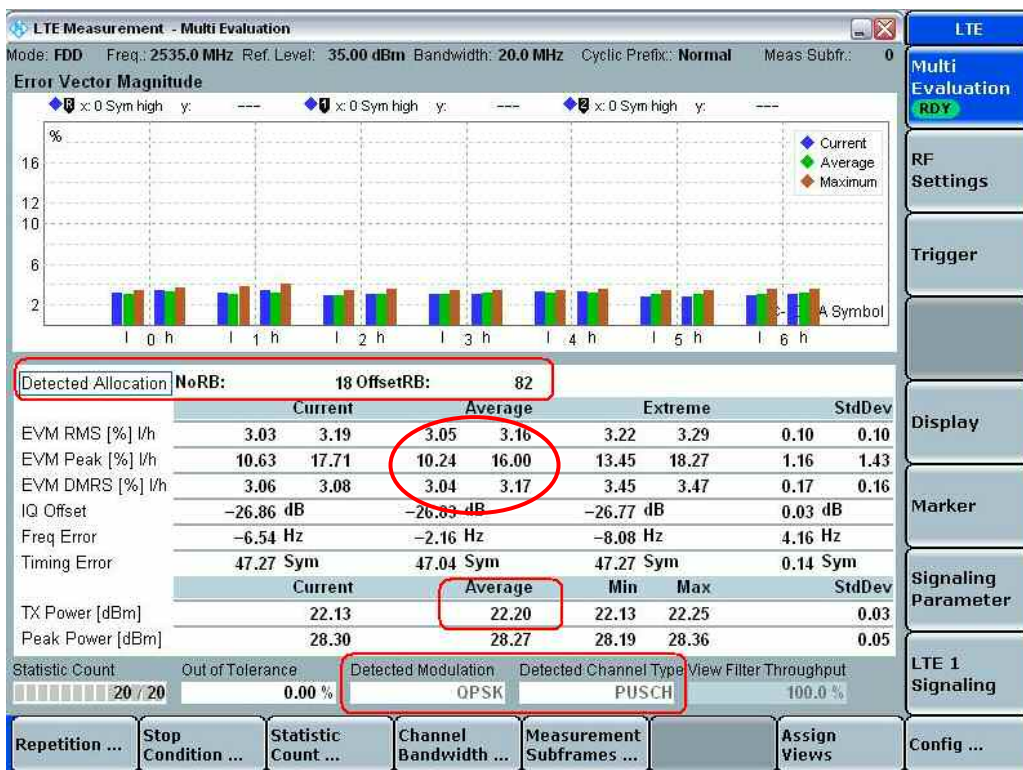 LTE Measurement - Multi Evaluation
LTE
Mode: FDD Freq.: 2535.0 MHz Ref. Level: 35.00 dBm Bandwidth: 20.0 MHz Cyclic Prefix.: Normal Meas Subfr.: 0
Multi Evaluation
RDY
Error Vector Magnitude
x: 0 Sym high y: --- x: 0 Sym high y: --- x: 0 Sym high y: ---
%
Current
Average
Maximum
16
12
10
6
2
A Symbol
l 0 h l 1 h l 2 h l 3 h l 4 h l 5 h l 6 h
RF Settings
Trigger
Detected Allocation NoRB: 18 OffsetRB: 82
Current Average Extreme StdDev
EVM RMS [%] l/h 3.03 3.19 3.05 3.16 3.22 3.29 0.10 0.10
EVM Peak [%] l/h 10.63 17.71 10.24 16.00 13.45 18.27 1.16 1.43
EVM DMRS [%] l/h 3.06 3.08 3.04 3.17 3.45 3.47 0.17 0.16
IQ Offset -26.86 dB -26.83 dB -26.77 dB 0.03 dB
Freq Error -6.54 Hz -2.16 Hz -8.08 Hz 4.16 Hz
Timing Error 47.27 Sym 47.04 Sym 47.27 Sym 0.14 Sym
Current Average Min Max StdDev
TX Power [dBm] 22.13 22.20 22.13 22.25 0.03
Peak Power [dBm] 28.30 28.27 28.19 28.36 0.05
Display
Marker
Signaling Parameter
LTE 1 Signaling
Statistic Count Out of Tolerance Detected Modulation Detected Channel Type View Filter Throughput
20 / 20 0.00 % QPSK PUSCH 100.0 %
Repetition ...
Stop Condition ...
Statistic Count ...
Channel Bandwidth ...
Measurement Subframes ...
Assign Views
Config ...